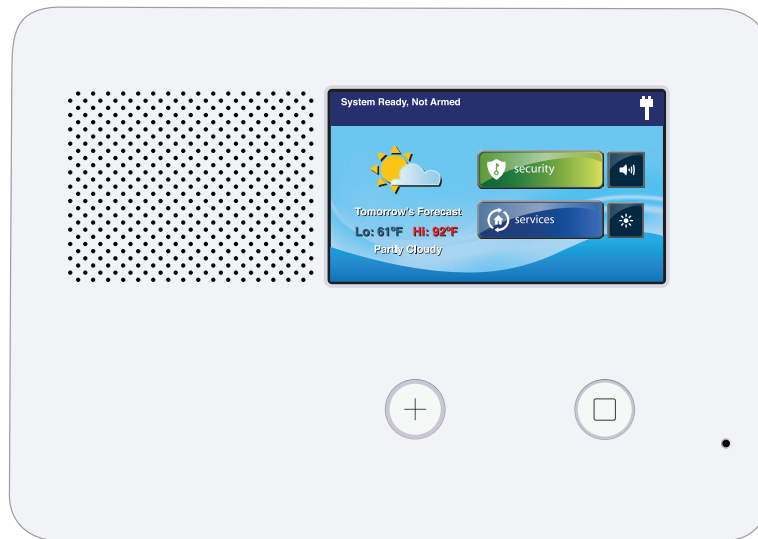 System Ready, Not Armed
security
Tomorrow's Forecast
services
Lo: 61°F Hi: 92°F
Partly Cloudy